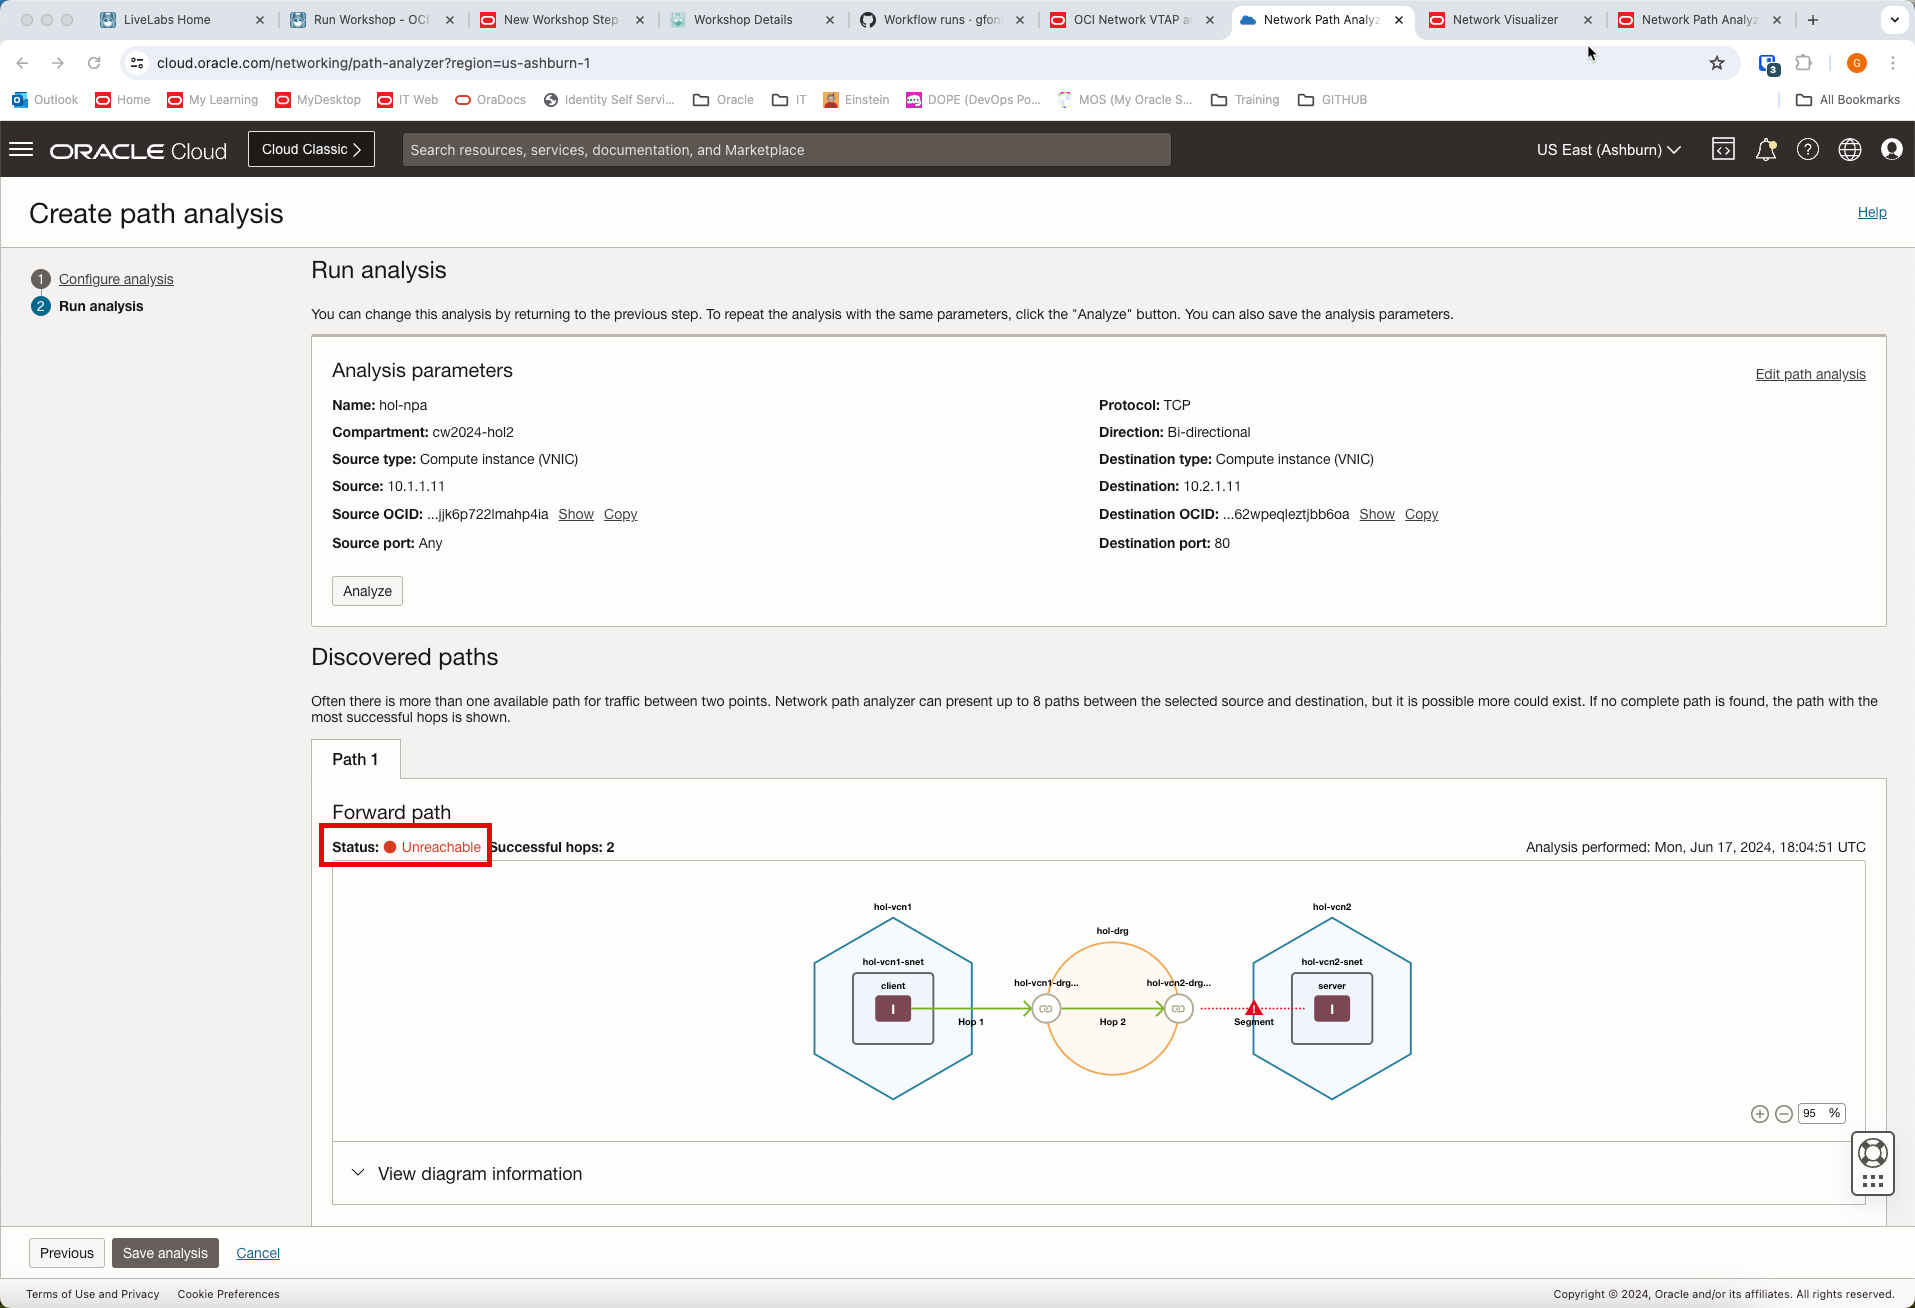 LiveLabs Home
Run Workshop - OCI
New Workshop Step
Workshop Details
Workflow runs · gfon
OCI Network VTAP a
Network Path Analyz
Network Visualizer
Network Path Analyz
cloud.oracle.com/networking/path-analyzer?region=us-ashburn-1
3
G
Outlook
Home
My Learning
MyDesktop
IT Web
OraDocs
Identity Self Servi...
Oracle
IT
Einstein
DOPE (DevOps Po...
MOS (My Oracle S...
Training
GITHUB
All Bookmarks
ORACLE Cloud
Cloud Classic
Search resources, services, documentation, and Marketplace
US East (Ashburn)
Create path analysis
Help
1 Configure analysis
2 Run analysis
Run analysis
You can change this analysis by returning to the previous step. To repeat the analysis with the same parameters, click the "Analyze" button. You can also save the analysis parameters.
Analysis parameters
Edit path analysis
Name: hol-npa
Compartment: cw2024-hol2
Source type: Compute instance (VNIC)
Source: 10.1.1.11
Source OCID: ...jjk6p722lmahp4ia Show Copy
Source port: Any
Protocol: TCP
Direction: Bi-directional
Destination type: Compute instance (VNIC)
Destination: 10.2.1.11
Destination OCID: ...62wpeqleztjbb6oa Show Copy
Destination port: 80
Analyze
Discovered paths
Often there is more than one available path for traffic between two points. Network path analyzer can present up to 8 paths between the selected source and destination, but it is possible more could exist. If no complete path is found, the path with the
most successful hops is shown.
Path 1
Forward path
Status: Unreachable Successful hops: 2
Analysis performed: Mon, Jun 17, 2024, 18:04:51 UTC
hol-vcn1
hol-vcn1-snet
client
I
Hop 1
hol-drg
hol-vcn1-drg...
hol-vcn2-drg...
Hop 2
Segment
hol-vcn2
hol-vcn2-snet
server
I
95 %
View diagram information
Previous
Save analysis
Cancel
Terms of Use and Privacy
Cookie Preferences
Copyright © 2024, Oracle and/or its affiliates. All rights reserved.